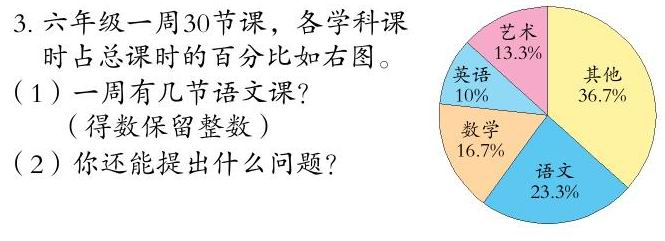 3. 六年级一周30节课，各学科课
时占总课时的百分比如右图。
（1）一周有几节语文课？
（得数保留整数）
（2）你还能提出什么问题？
艺术
13.3%
其他
36.7%
英语
10%
数学
16.7%
语文
23.3%